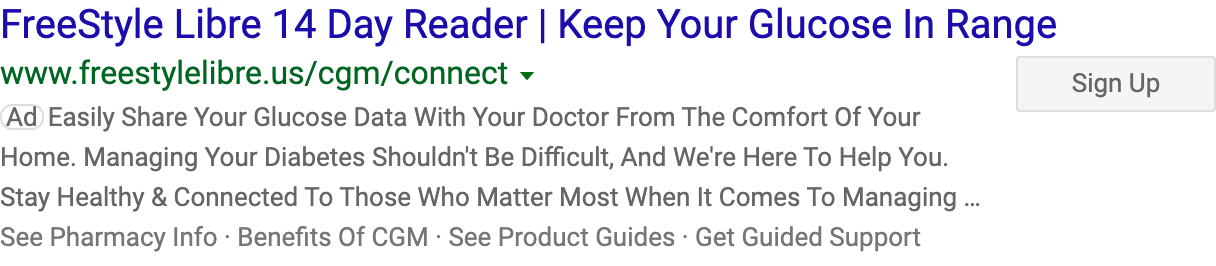 FreeStyle Libre 14 Day Reader | Keep Your Glucose In Range
www.freestylelibre.us/cgm/connect
Sign Up
Ad Easily Share Your Glucose Data With Your Doctor From The Comfort Of Your
Home. Managing Your Diabetes Shouldn't Be Difficult, And We're Here To Help You.
Stay Healthy & Connected To Those Who Matter Most When It Comes To Managing ...
See Pharmacy Info · Benefits Of CGM · See Product Guides · Get Guided Support